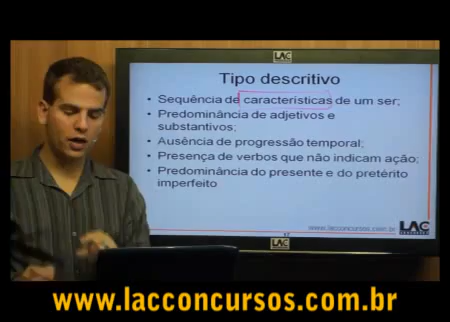 LAC
Tipo descritivo
• Sequência de características de um ser;
• Predominância de adjetivos e
substantivos;
• Ausência de progressão temporal;
• Presença de verbos que não indicam ação;
• Predominância do presente e do pretérito
imperfeito
www.lacconcursos.com.br
LAC
CONCURSOS
17
LAC
www.lacconcursos.com.br